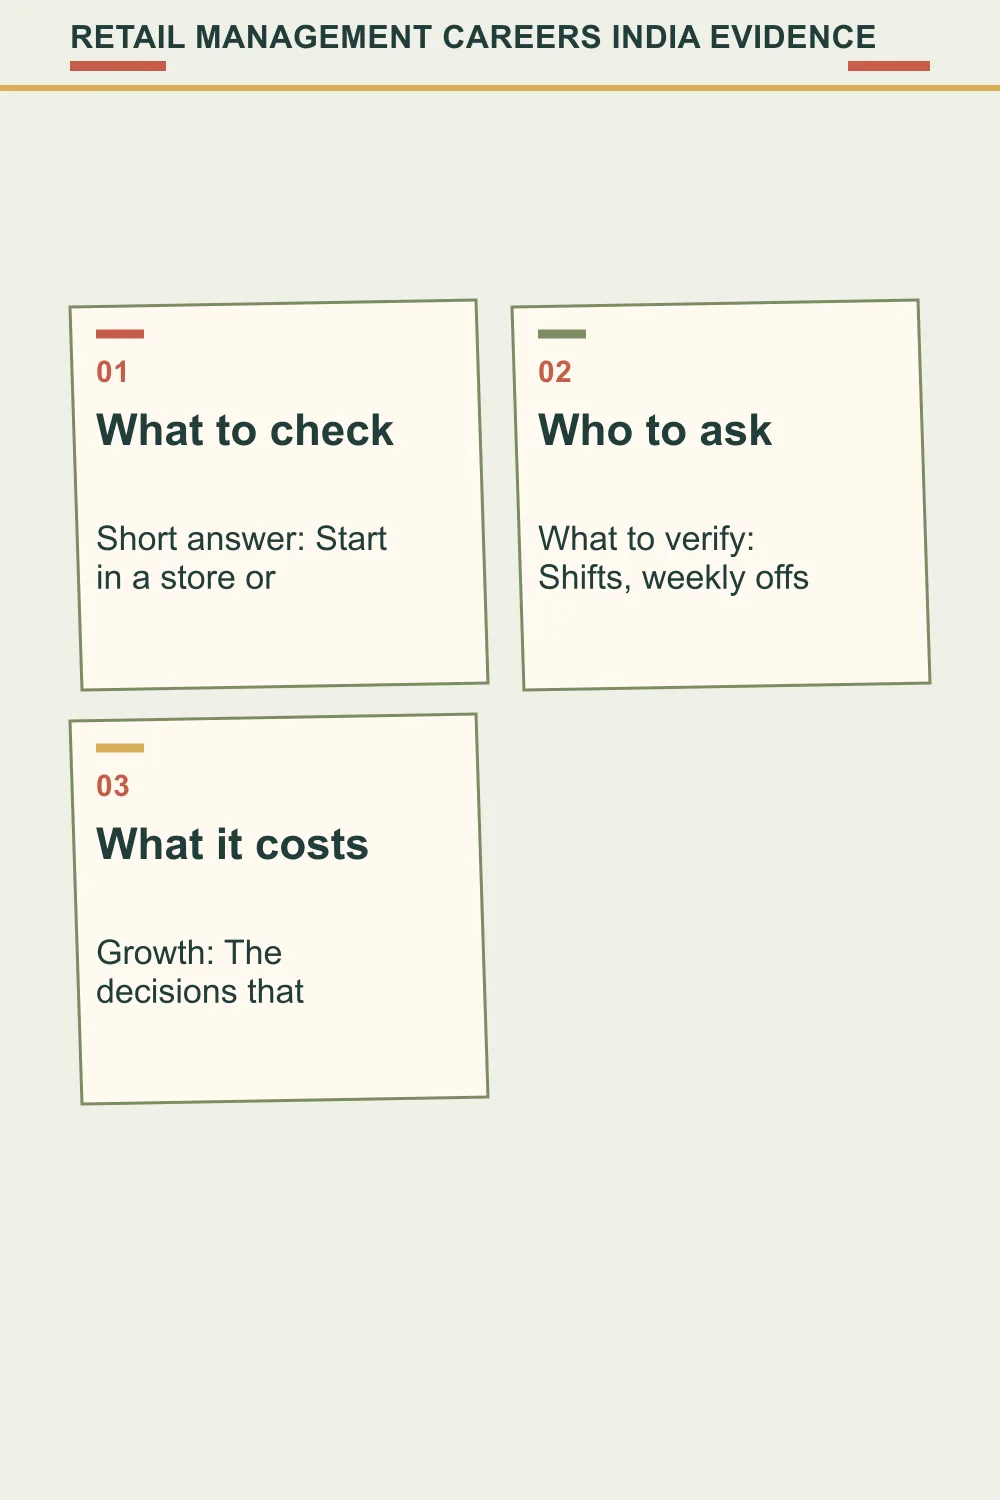 RETAIL MANAGEMENT CAREERS INDIA EVIDENCE
01
What to check
Short answer: Start
in a store or
02
Who to ask
What to verify:
Shifts, weekly offs
03
What it costs
Growth: The
decisions that